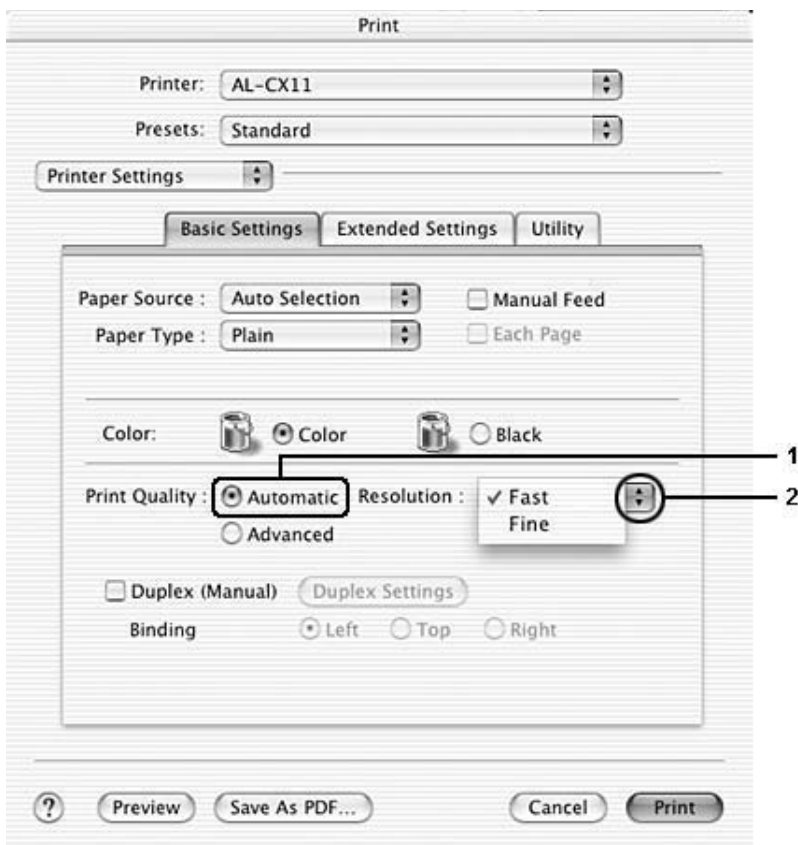 Print
Printer: AL-CX11
Presets: Standard
Printer Settings
Basic Settings Extended Settings Utility
Paper Source : Auto Selection Manual Feed
Paper Type : Plain Each Page
Color: Color Black
1
Print Quality : Automatic Resolution : ✓ Fast 2
Advanced Fine
Duplex (Manual) Duplex Settings
Binding Left Top Right
? Preview Save As PDF... Cancel Print